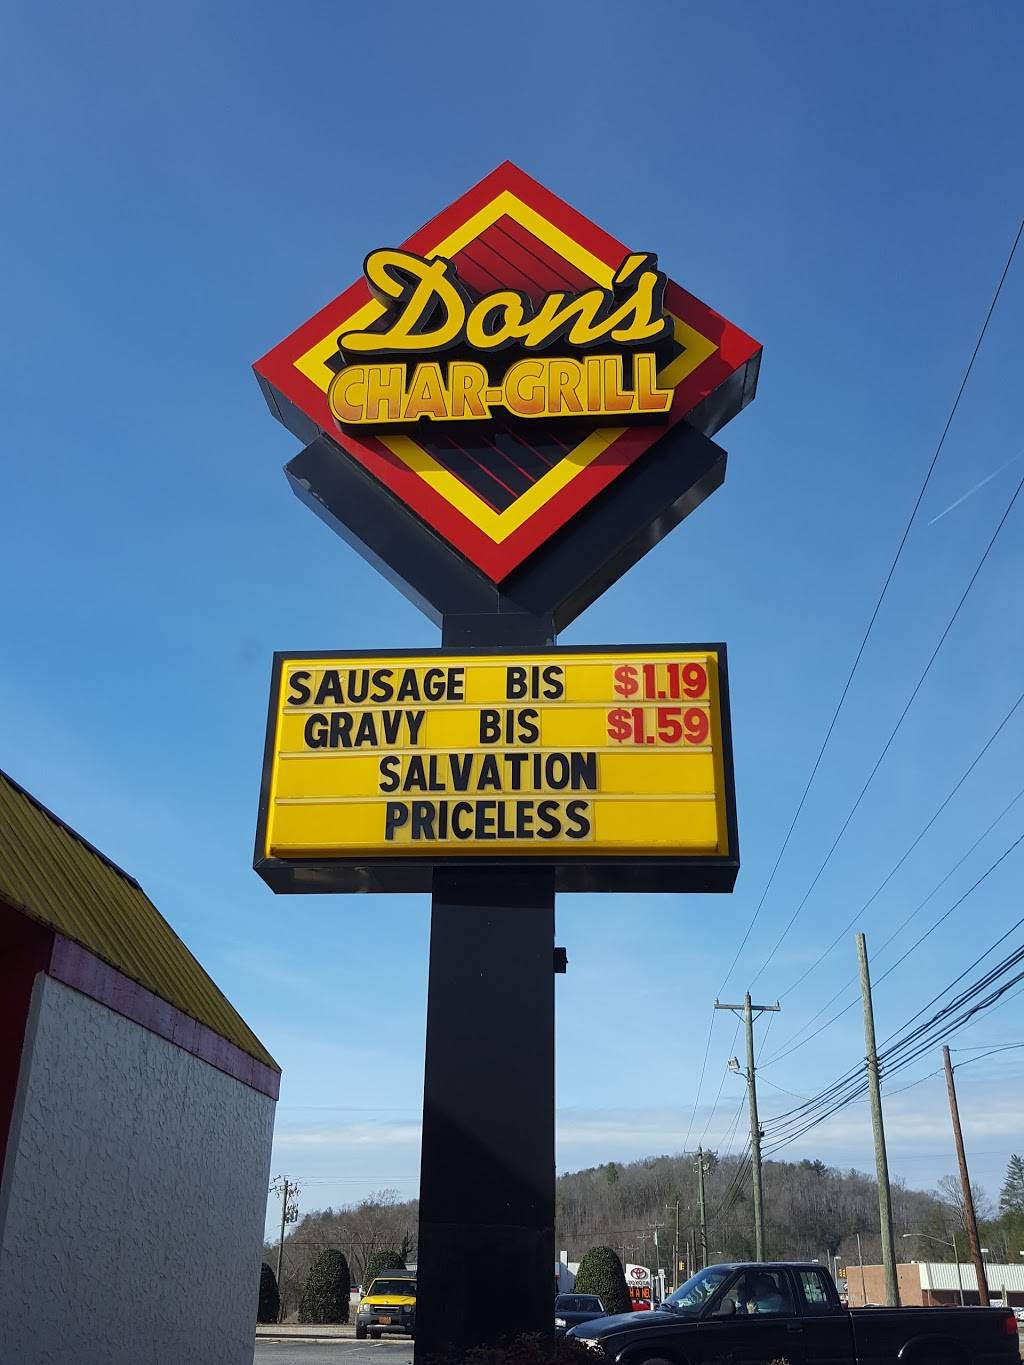 Don's
CHAR-GRILL
SAUSAGE BIS $1.19
GRAVY BIS $1.59
SALVATION
PRICELESS